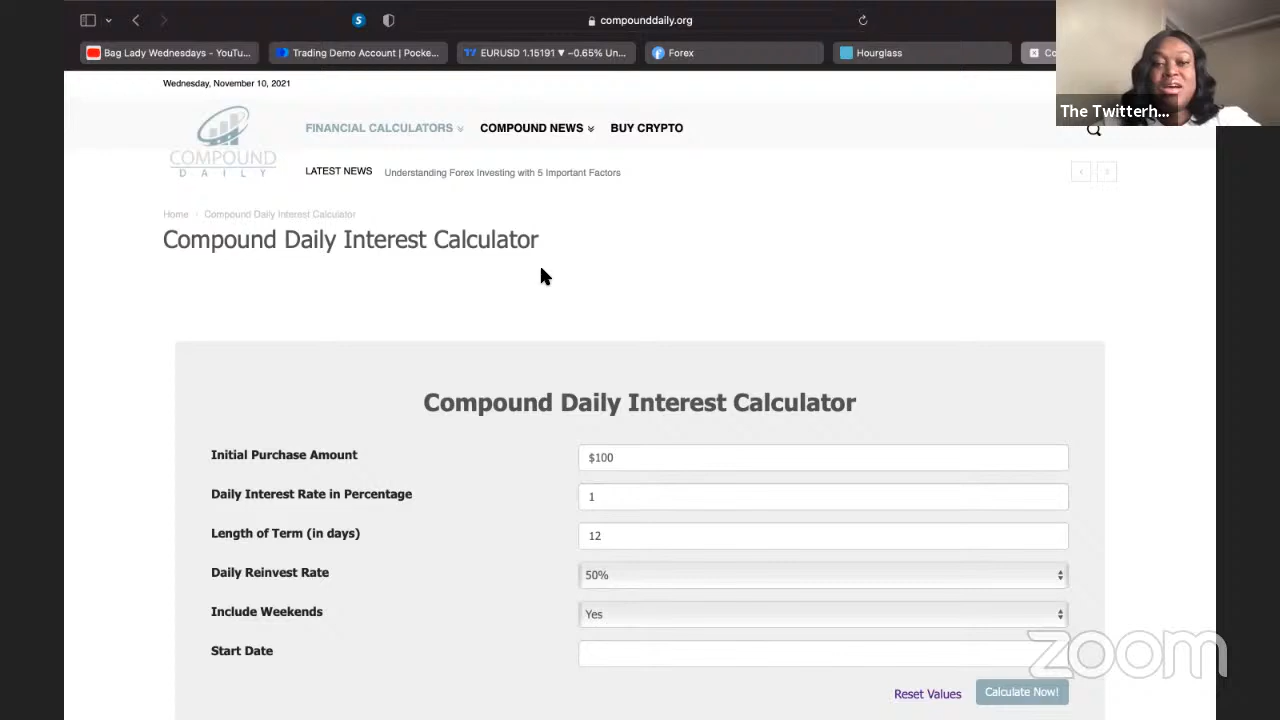 compounddaily.org
Bag Lady Wednesdays - YouTu...
Trading Demo Account | Pocke...
EURUSD 1.15191 ▼ −0.65% Un...
Forex
Hourglass
Co
The Twitterh...
Wednesday, November 10, 2021
COMPOUND
DAILY
FINANCIAL CALCULATORS
COMPOUND NEWS
BUY CRYPTO
LATEST NEWS
Understanding Forex Investing with 5 Important Factors
Home
Compound Daily Interest Calculator
Compound Daily Interest Calculator
Compound Daily Interest Calculator
Initial Purchase Amount
$100
Daily Interest Rate in Percentage
1
Length of Term (in days)
12
Daily Reinvest Rate
50%
Include Weekends
Yes
Start Date
zoom
Reset Values
Calculate Now!